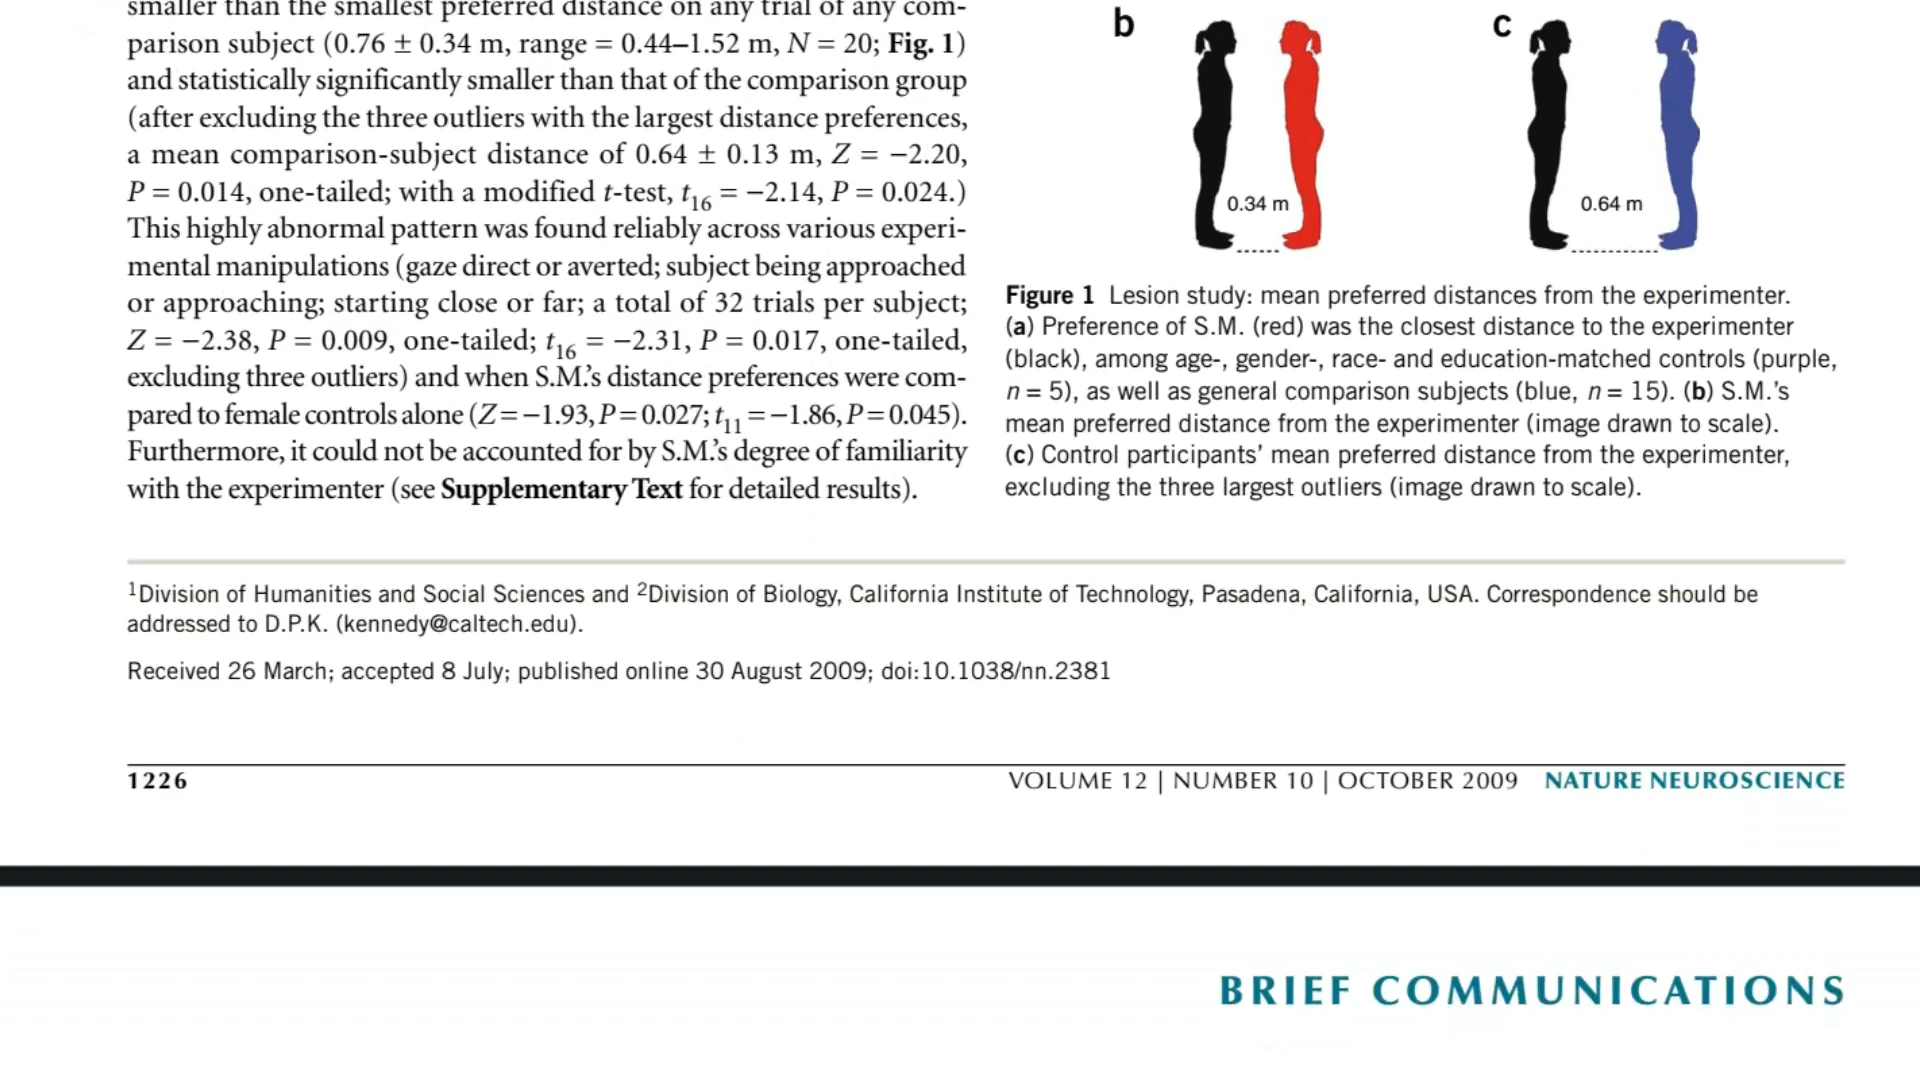 smaller than the smallest preferred distance on any trial of any com-
parison subject (0.76 ± 0.34 m, range = 0.44–1.52 m, N = 20; Fig. 1)
and statistically significantly smaller than that of the comparison group
(after excluding the three outliers with the largest distance preferences,
a mean comparison-subject distance of 0.64 ± 0.13 m, Z = −2.20,
P = 0.014, one-tailed; with a modified t-test, t16 = −2.14, P = 0.024.)
This highly abnormal pattern was found reliably across various experi-
mental manipulations (gaze direct or averted; subject being approached
or approaching; starting close or far; a total of 32 trials per subject;
Z = −2.38, P = 0.009, one-tailed; t16 = −2.31, P = 0.017, one-tailed,
excluding three outliers) and when S.M.'s distance preferences were com-
pared to female controls alone (Z = −1.93, P = 0.027; t11 = −1.86, P = 0.045).
Furthermore, it could not be accounted for by S.M.'s degree of familiarity
with the experimenter (see Supplementary Text for detailed results).
b
0.34 m
c
0.64 m
Figure 1 Lesion study: mean preferred distances from the experimenter.
(a) Preference of S.M. (red) was the closest distance to the experimenter
(black), among age-, gender-, race- and education-matched controls (purple,
n = 5), as well as general comparison subjects (blue, n = 15). (b) S.M.'s
mean preferred distance from the experimenter (image drawn to scale).
(c) Control participants' mean preferred distance from the experimenter,
excluding the three largest outliers (image drawn to scale).
1Division of Humanities and Social Sciences and 2Division of Biology, California Institute of Technology, Pasadena, California, USA. Correspondence should be
addressed to D.P.K. (kennedy@caltech.edu).
Received 26 March; accepted 8 July; published online 30 August 2009; doi:10.1038/nn.2381
1226
VOLUME 12 | NUMBER 10 | OCTOBER 2009 NATURE NEUROSCIENCE
BRIEF COMMUNICATIONS